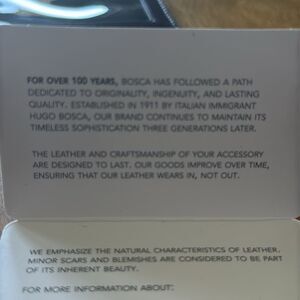 FOR OVER 100 YEARS, BOSCA HAS FOLLOWED A PATH
DEDICATED TO ORIGINALITY, INGENUITY, AND LASTING
QUALITY. ESTABLISHED IN 1911 BY ITALIAN IMMIGRANT
HUGO BOSCA, OUR BRAND CONTINUES TO MAINTAIN ITS
TIMELESS SOPHISTICATION THREE GENERATIONS LATER.
THE LEATHER AND CRAFTSMANSHIP OF YOUR ACCESSORY
ARE DESIGNED TO LAST. OUR GOODS IMPROVE OVER TIME,
ENSURING THAT OUR LEATHER WEARS IN, NOT OUT.
WE EMPHASIZE THE NATURAL CHARACTERISTICS OF LEATHER.
MINOR SCARS AND BLEMISHES ARE CONSIDERED TO BE PART
OF ITS INHERENT BEAUTY.
FOR MORE INFORMATION ABOUT: